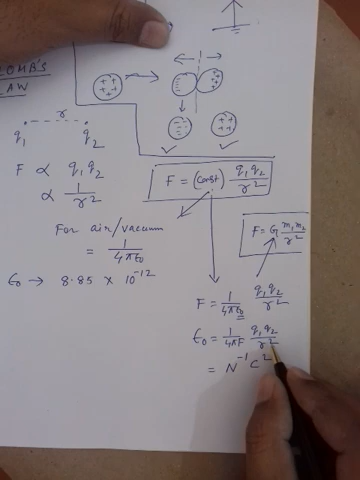 LOMB'S
LAW
r
q₁ q₂
F ∝ q₁q₂
∝ 1/r²
F = (const) q₁q₂/r²
For air/vacuum
= 1/4πε₀
ε₀ → 8.85 × 10⁻¹²
F = G m₁m₂/r²
F = 1/4πε₀ q₁q₂/r²
ε₀ = 1/4πF q₁q₂/r²
= N⁻¹ C²